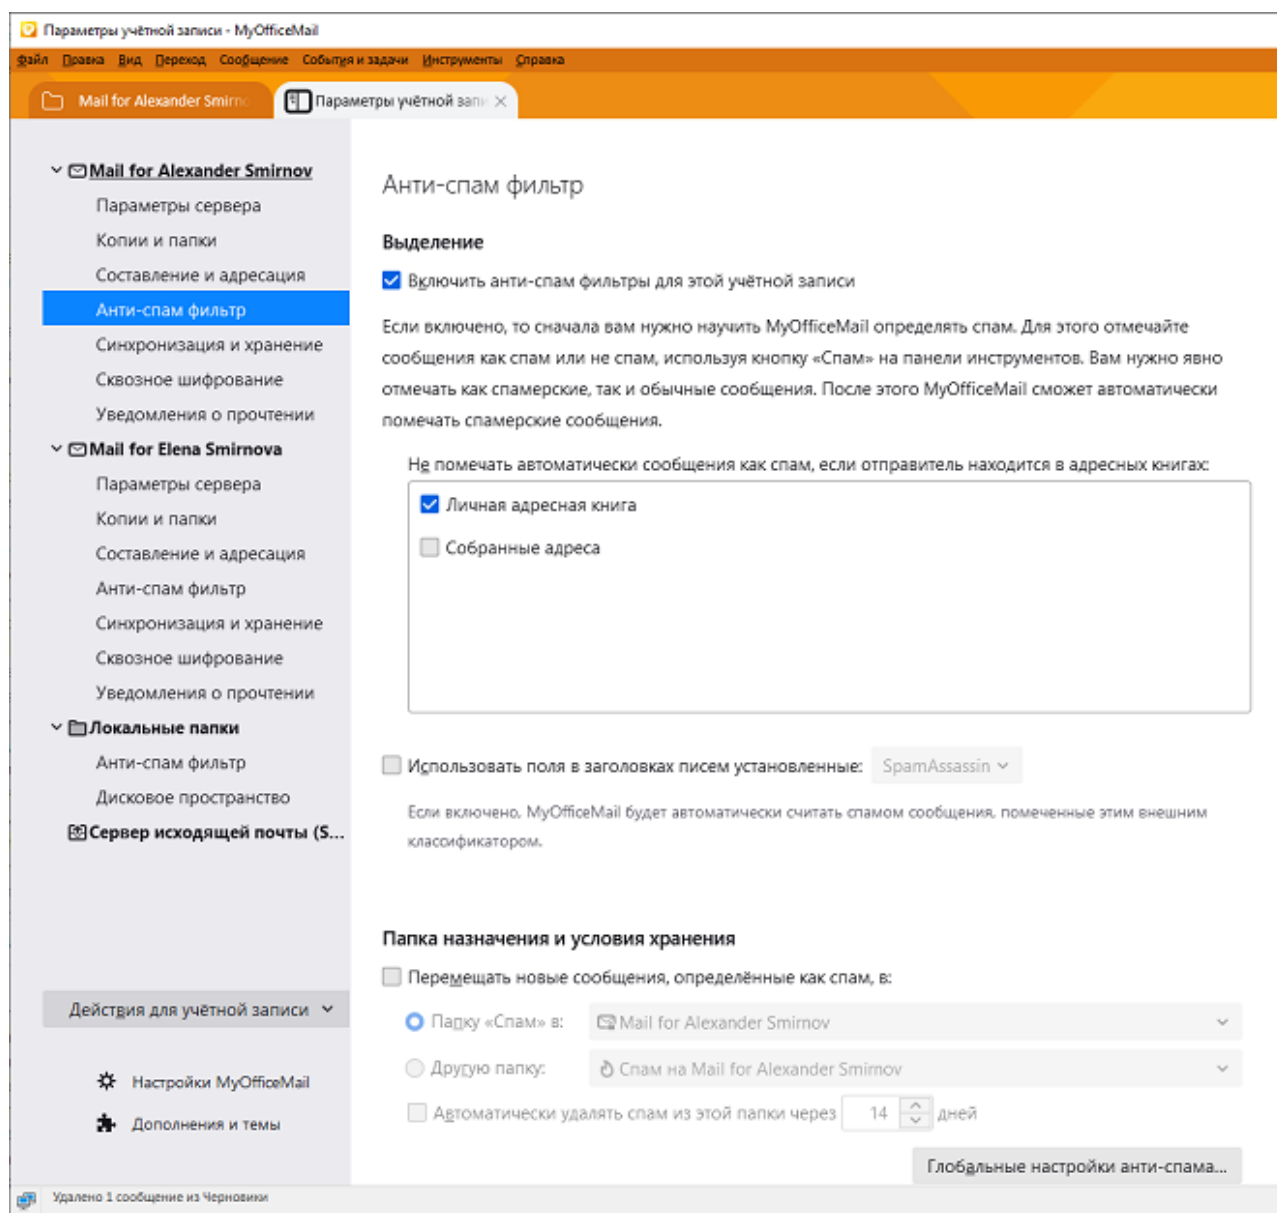 Параметры учётной записи - MyOfficeMail
Файл Правка Вид Переход Сообщение События и задачи Инструменты Справка
Mail for Alexander Smirn
Параметры учётной запи
Mail for Alexander Smirnov
Параметры сервера
Копии и папки
Составление и адресация
Анти-спам фильтр
Синхронизация и хранение
Сквозное шифрование
Уведомления о прочтении
Mail for Elena Smirnova
Параметры сервера
Копии и папки
Составление и адресация
Анти-спам фильтр
Синхронизация и хранение
Сквозное шифрование
Уведомления о прочтении
Локальные папки
Анти-спам фильтр
Дисковое пространство
Сервер исходящей почты (S...
Действия для учётной записи
Настройки MyOfficeMail
Дополнения и темы
Анти-спам фильтр
Выделение
Включить анти-спам фильтры для этой учётной записи
Если включено, то сначала вам нужно научить MyOfficeMail определять спам. Для этого отмечайте
сообщения как спам или не спам, используя кнопку «Спам» на панели инструментов. Вам нужно явно
отмечать как спамерские, так и обычные сообщения. После этого MyOfficeMail сможет автоматически
помечать спамерские сообщения.
Не помечать автоматически сообщения как спам, если отправитель находится в адресных книгах:
Личная адресная книга
Собранные адреса
Использовать поля в заголовках писем установленные: SpamAssassin
Если включено, MyOfficeMail будет автоматически считать спамом сообщения, помеченные этим внешним
классификатором.
Папка назначения и условия хранения
Перемещать новые сообщения, определённые как спам, в:
Папку «Спам» в: Mail for Alexander Smirnov
Другую папку: Спам на Mail for Alexander Smirnov
Автоматически удалять спам из этой папки через 14 дней
Глобальные настройки анти-спама...
Удалено 1 сообщение из Черновики